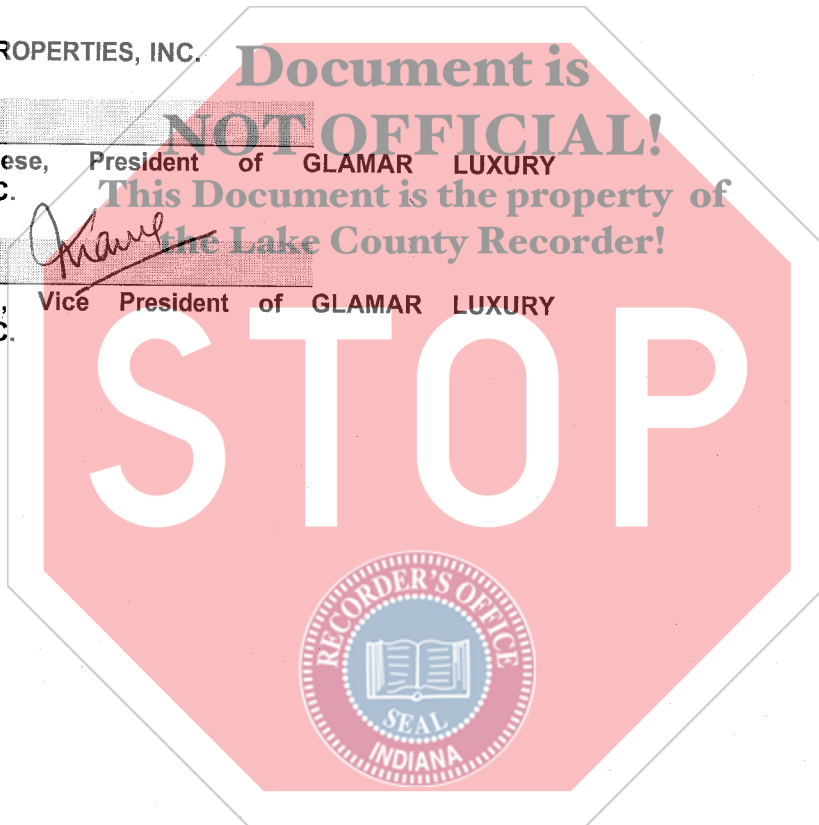 ROPERTIES, INC.
Document is
NOT OFFICIAL!
ese, President of GLAMAR LUXURY
C.
This Document is the property of
the Lake County Recorder!
, Vice President of GLAMAR LUXURY
C.
STOP
RECORDER'S OFFICE
SEAL
INDIANA